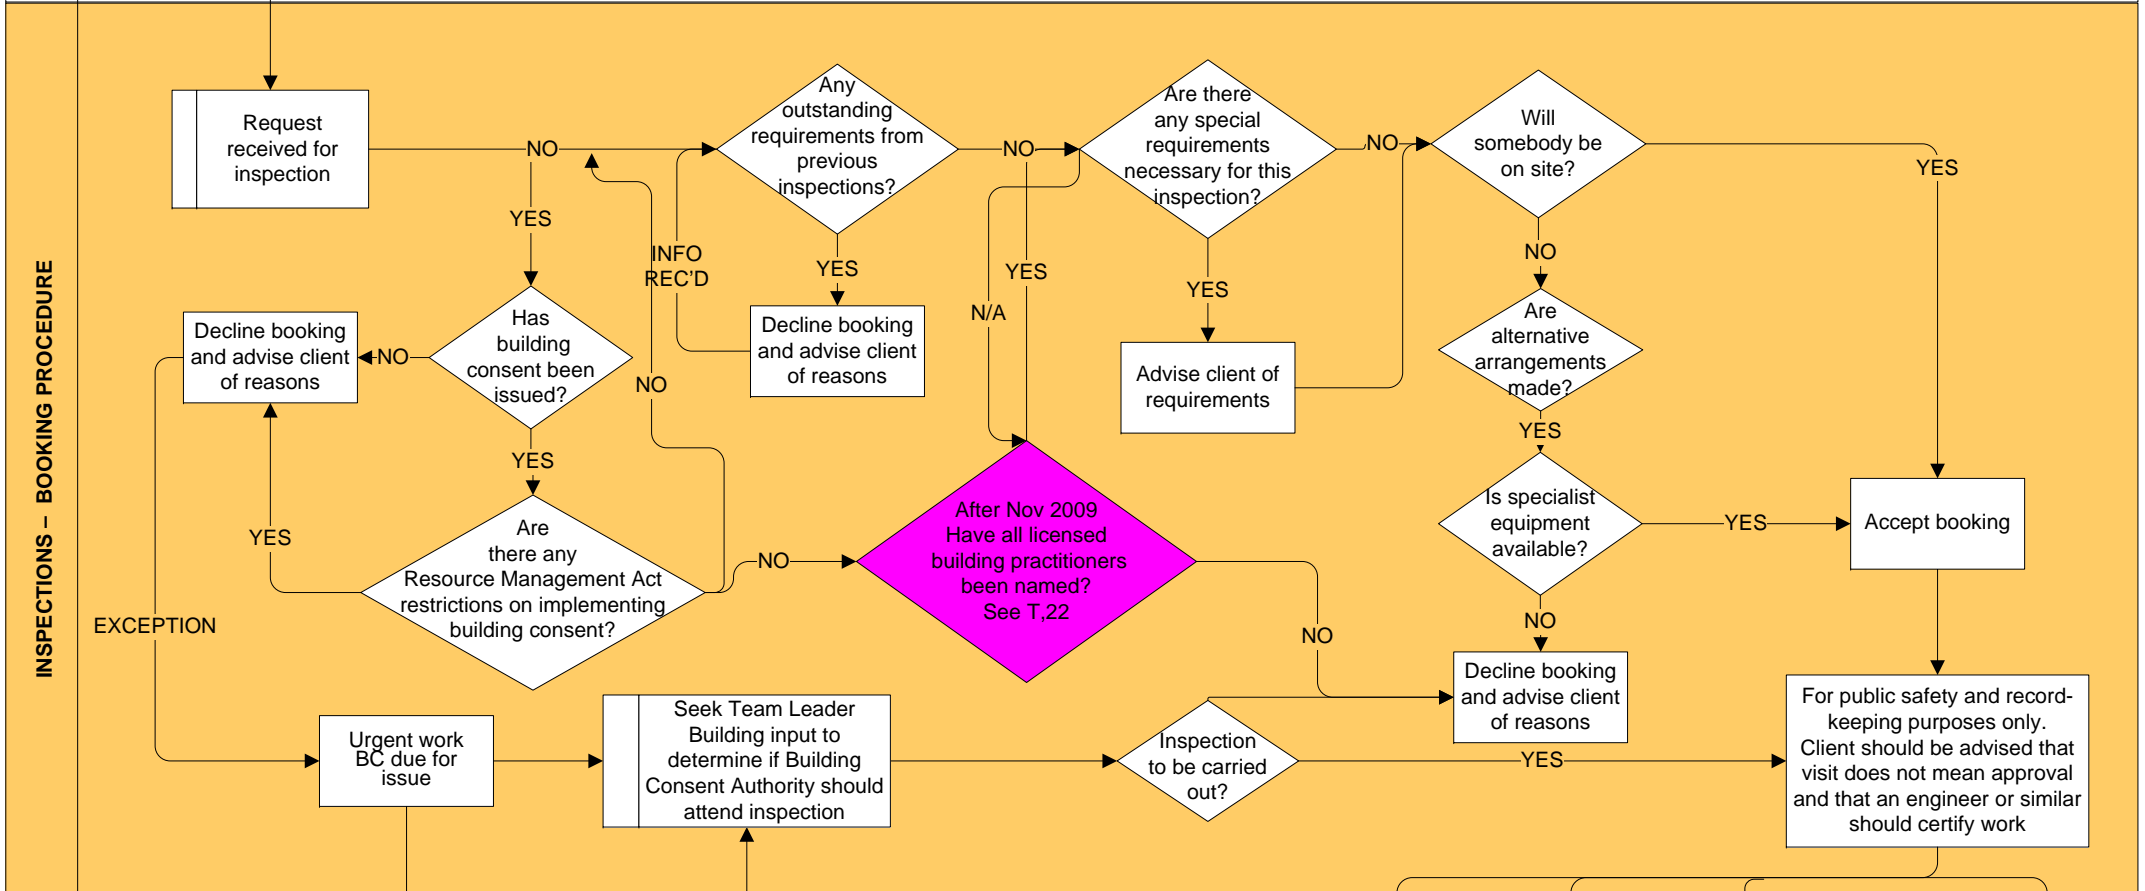 INSPECTIONS – BOOKING PROCEDURE
Request
received for
inspection
NO
YES
Any
outstanding
requirements from
previous
inspections?
NO
YES
INFO
REC'D
Decline booking
and advise client
of reasons
Are there
any special
requirements
necessary for this
inspection?
NO
YES
Advise client of
requirements
Will
somebody be
on site?
YES
NO
Are
alternative
arrangements
made?
YES
Is specialist
equipment
available?
YES
NO
Accept booking
Has
building
consent been
issued?
NO
YES
Decline booking
and advise client
of reasons
Are
there any
Resource Management Act
restrictions on implementing
building consent?
YES
NO
NO
After Nov 2009
Have all licensed
building practitioners
been named?
See T,22
N/A
YES
NO
Decline booking
and advise client
of reasons
EXCEPTION
Urgent work
BC due for
issue
Seek Team Leader
Building input to
determine if Building
Consent Authority should
attend inspection
Inspection
to be carried
out?
YES
For public safety and record-
keeping purposes only.
Client should be advised that
visit does not mean approval
and that an engineer or similar
should certify work